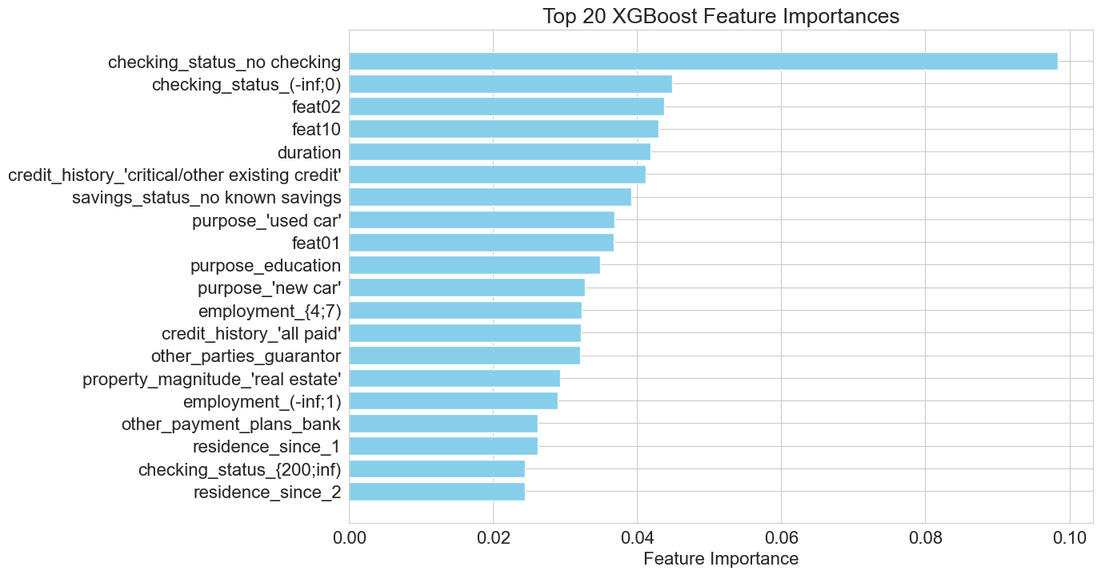 Top 20 XGBoost Feature Importances
checking_status_no checking
checking_status_(-inf;0)
feat02
feat10
duration
credit_history_'critical/other existing credit'
savings_status_no known savings
purpose_'used car'
feat01
purpose_education
purpose_'new car'
employment_{4;7)
credit_history_'all paid'
other_parties_guarantor
property_magnitude_'real estate'
employment_(-inf;1)
other_payment_plans_bank
residence_since_1
checking_status_{200;inf)
residence_since_2
0.00 0.02 0.04 0.06 0.08 0.10
Feature Importance